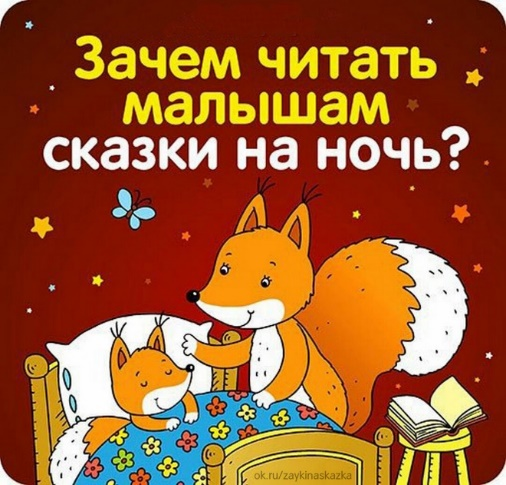 Зачем читать
малышам
сказки на ночь?
ok.ru/zaykinaskazka